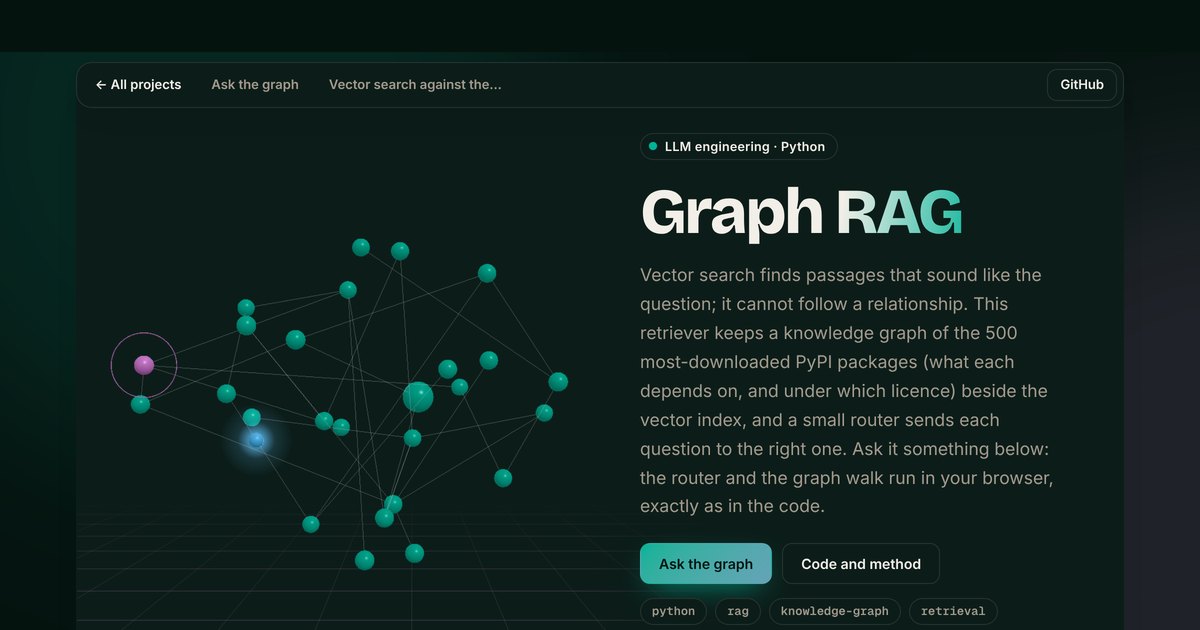 ← All projects
Ask the graph
Vector search against the...
GitHub
LLM engineering · Python
Graph RAG
Vector search finds passages that sound like the
question; it cannot follow a relationship. This
retriever keeps a knowledge graph of the 500
most-downloaded PyPI packages (what each
depends on, and under which licence) beside the
vector index, and a small router sends each
question to the right one. Ask it something below:
the router and the graph walk run in your browser,
exactly as in the code.
Ask the graph
Code and method
python
rag
knowledge-graph
retrieval